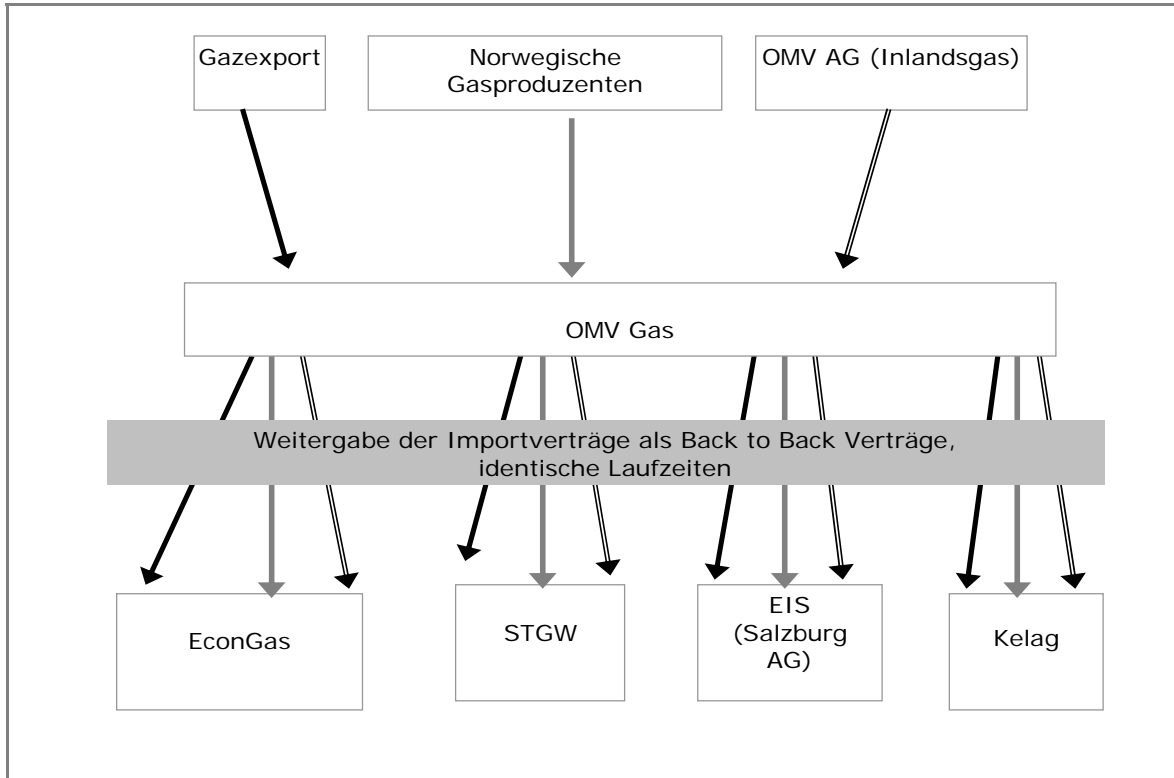 Gazexport
Norwegische
Gasproduzenten
OMV AG (Inlandsgas)
OMV Gas
Weitergabe der Importverträge als Back to Back Verträge,
identische Laufzeiten
EconGas
STGW
EIS
(Salzburg
AG)
Kelag